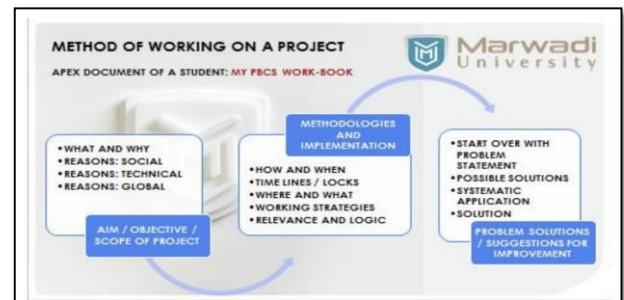 METHOD OF WORKING ON A PROJECT
APEX DOCUMENT OF A STUDENT: MY PBCS WORK-BOOK
Marwadi
University
•WHAT AND WHY
•REASONS: SOCIAL
•REASONS: TECHNICAL
•REASONS: GLOBAL
AIM / OBJECTIVE /
SCOPE OF PROJECT
METHODOLOGIES
AND
IMPLEMENTATION
•HOW AND WHEN
•TIME LINES / LOCKS
•WHERE AND WHAT
•WORKING STRATEGIES
•RELEVANCE AND LOGIC
•START OVER WITH
PROBLEM
STATEMENT
•POSSIBLE SOLUTIONS
•SYSTEMATIC
APPLICATION
•SOLUTION
PROBLEM SOLUTIONS
/ SUGGESTIONS FOR
IMPROVEMENT